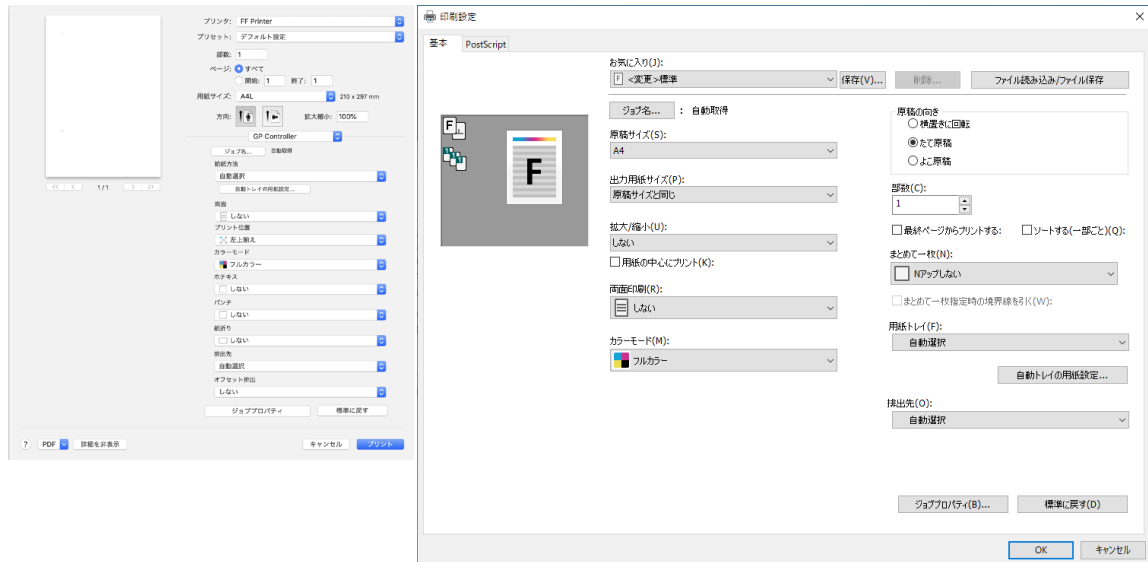 プリンタ: FF Printer
プリセット: デフォルト設定
部数: 1
ページ: すべて
開始: 1 終了: 1
用紙サイズ: A4L 210 x 297 mm
方向: 拡大縮小: 100%
GP Controller
ジョブ名... 自動取得
給紙方法
自動選択
自動トレイの用紙設定...
両面
しない
プリント位置
左上揃え
カラーモード
フルカラー
ホチキス
しない
パンチ
しない
紙折り
しない
排出先
自動選択
オフセット排出
しない
ジョブプロパティ 標準に戻す
1/1
? PDF 詳細を非表示 キャンセル プリント
印刷設定
基本 PostScript
お気に入り(J):
F <変更>標準 保存(V)... 削除... ファイル読み込み/ファイル保存
ジョブ名... : 自動取得
原稿サイズ(S):
A4
出力用紙サイズ(P):
原稿サイズと同じ
拡大/縮小(U):
しない
用紙の中心にプリント(K):
両面印刷(R):
しない
カラーモード(M):
フルカラー
F
原稿の向き
横置きに回転
たて原稿
よこ原稿
部数(C):
1
最終ページからプリントする: ソートする(一部ごと)(Q):
まとめて一枚(N):
Nアップしない
まとめて一枚指定時の境界線を引く(W):
用紙トレイ(F):
自動選択
自動トレイの用紙設定...
排出先(O):
自動選択
ジョブプロパティ(B)... 標準に戻す(D)
OK キャンセル